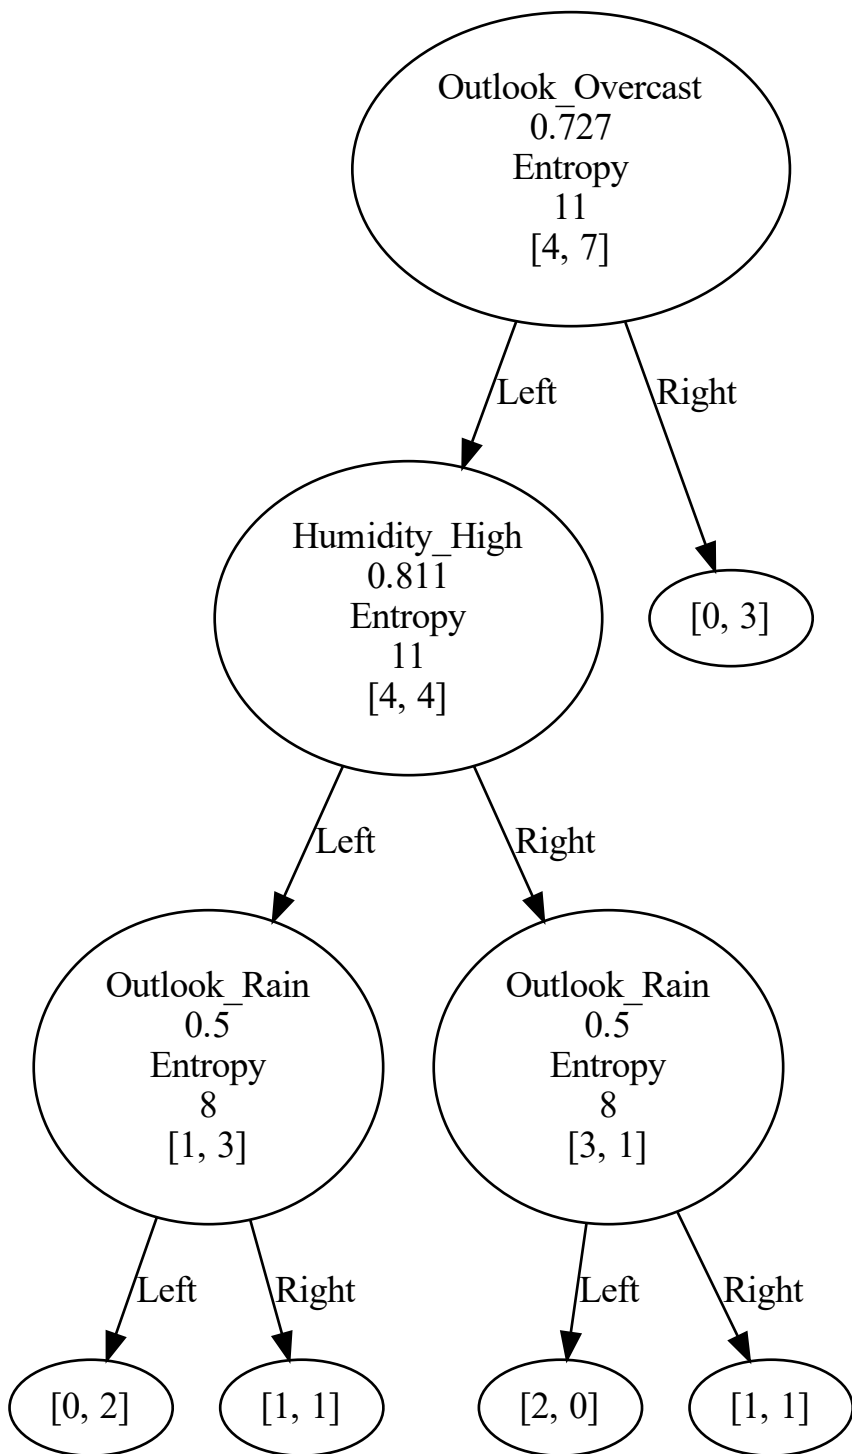 Outlook_Overcast
0.727
Entropy
11
[4, 7]
Left
Right
Humidity_High
0.811
Entropy
11
[4, 4]
[0, 3]
Left
Right
Outlook_Rain
0.5
Entropy
8
[1, 3]
Outlook_Rain
0.5
Entropy
8
[3, 1]
Left
Right
Left
Right
[0, 2]
[1, 1]
[2, 0]
[1, 1]